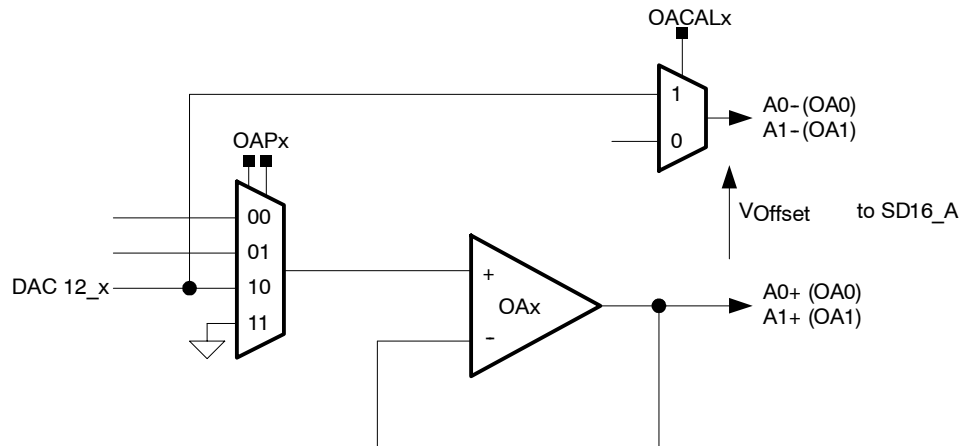 OACALx
1
A0-(OA0)
A1-(OA1)
0
OAPx
00
VOffset
to SD16_A
01
DAC 12_x
10
+
OAx
A0+ (OA0)
A1+ (OA1)
11
-